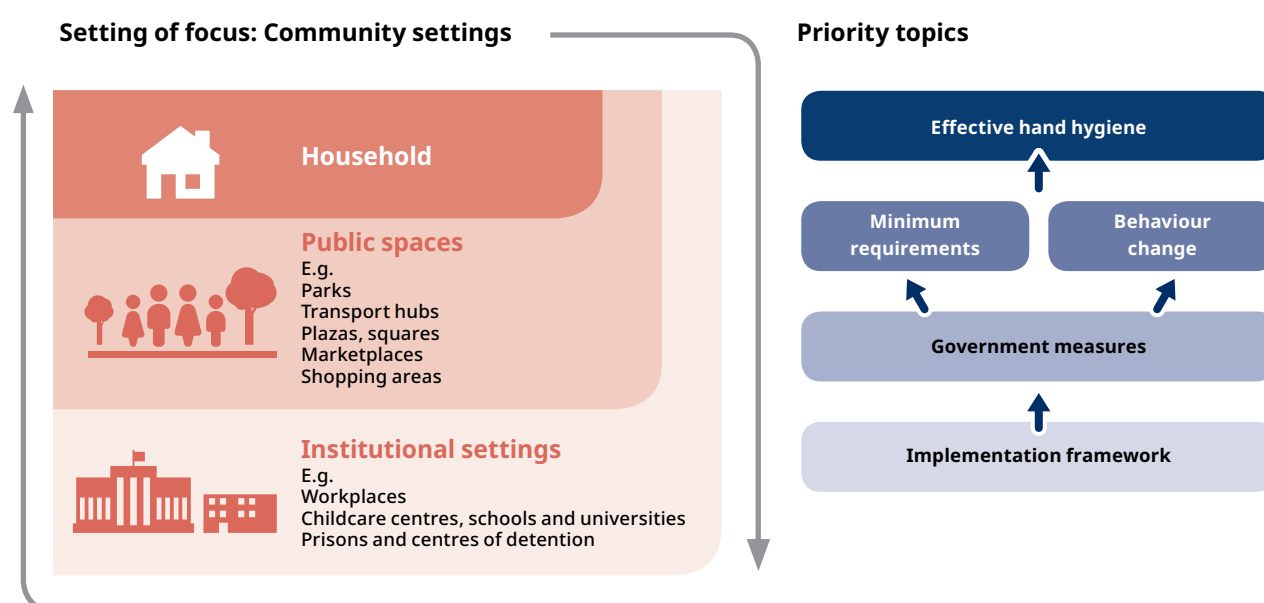 Setting of focus: Community settings
Household
Public spaces
E.g.
Parks
Transport hubs
Plazas, squares
Marketplaces
Shopping areas
Institutional settings
E.g.
Workplaces
Childcare centres, schools and universities
Prisons and centres of detention
Priority topics
Effective hand hygiene
Minimum
requirements
Behaviour
change
Government measures
Implementation framework